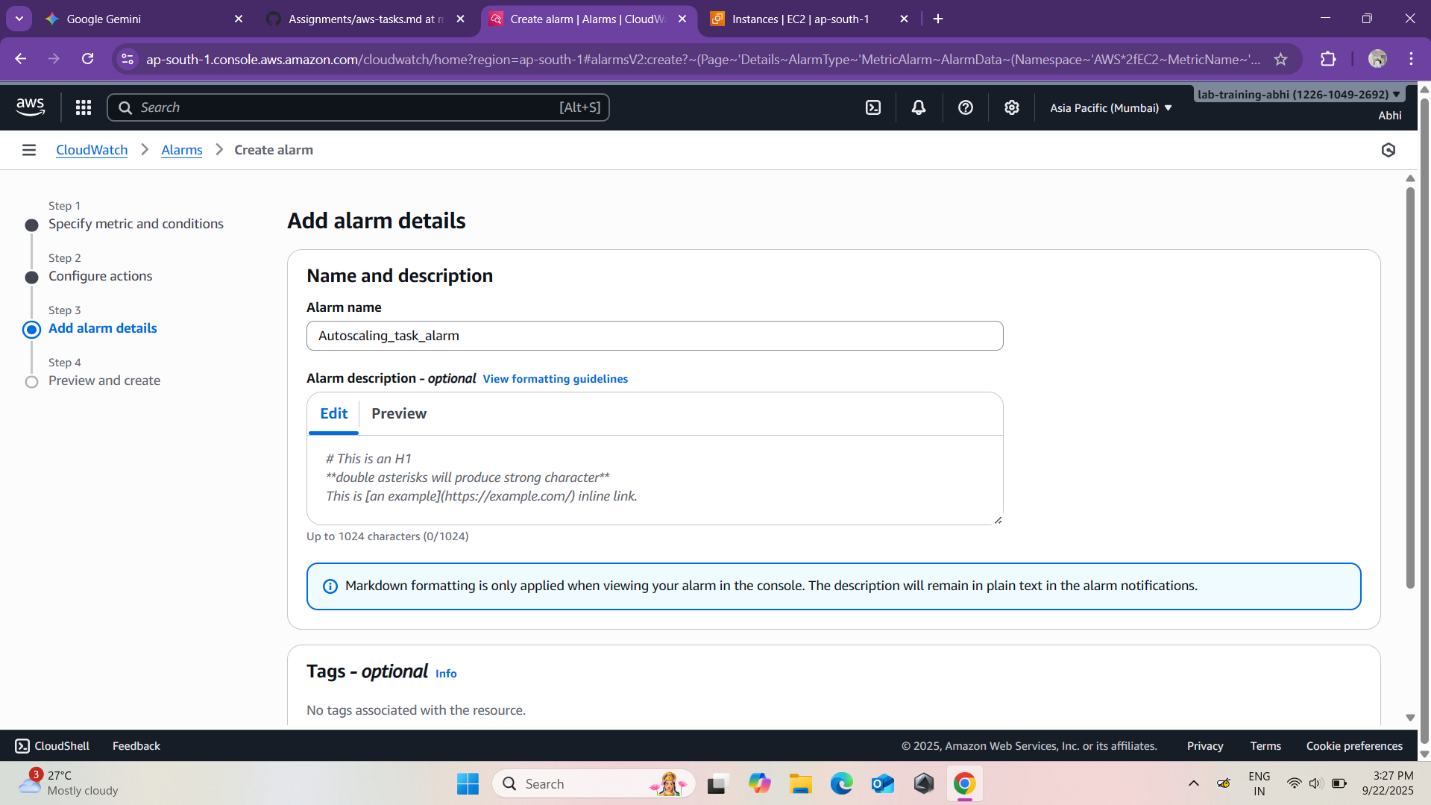 Google Gemini
Assignments/aws-tasks.md at m
Create alarm | Alarms | CloudW
Instances | EC2 | ap-south-1
ap-south-1.console.aws.amazon.com/cloudwatch/home?region=ap-south-1#alarmsV2:create?~(Page~'Details~AlarmType~'MetricAlarm~AlarmData~(Namespace~'AWS*2fEC2~MetricName~'...
aws
Search [Alt+S]
Asia Pacific (Mumbai)
lab-training-abhi (1226-1049-2692)
Abhi
CloudWatch
Alarms
Create alarm
Step 1
Specify metric and conditions
Step 2
Configure actions
Step 3
Add alarm details
Step 4
Preview and create
Add alarm details
Name and description
Alarm name
Autoscaling_task_alarm
Alarm description - optional View formatting guidelines
Edit
Preview
# This is an H1
**double asterisks will produce strong character**
This is [an example](https://example.com/) inline link.
Up to 1024 characters (0/1024)
Markdown formatting is only applied when viewing your alarm in the console. The description will remain in plain text in the alarm notifications.
Tags - optional Info
No tags associated with the resource.
CloudShell
Feedback
© 2025, Amazon Web Services, Inc. or its affiliates.
Privacy
Terms
Cookie preferences
3
27°C
Mostly cloudy
Search
ENG
IN
3:27 PM
9/22/2025